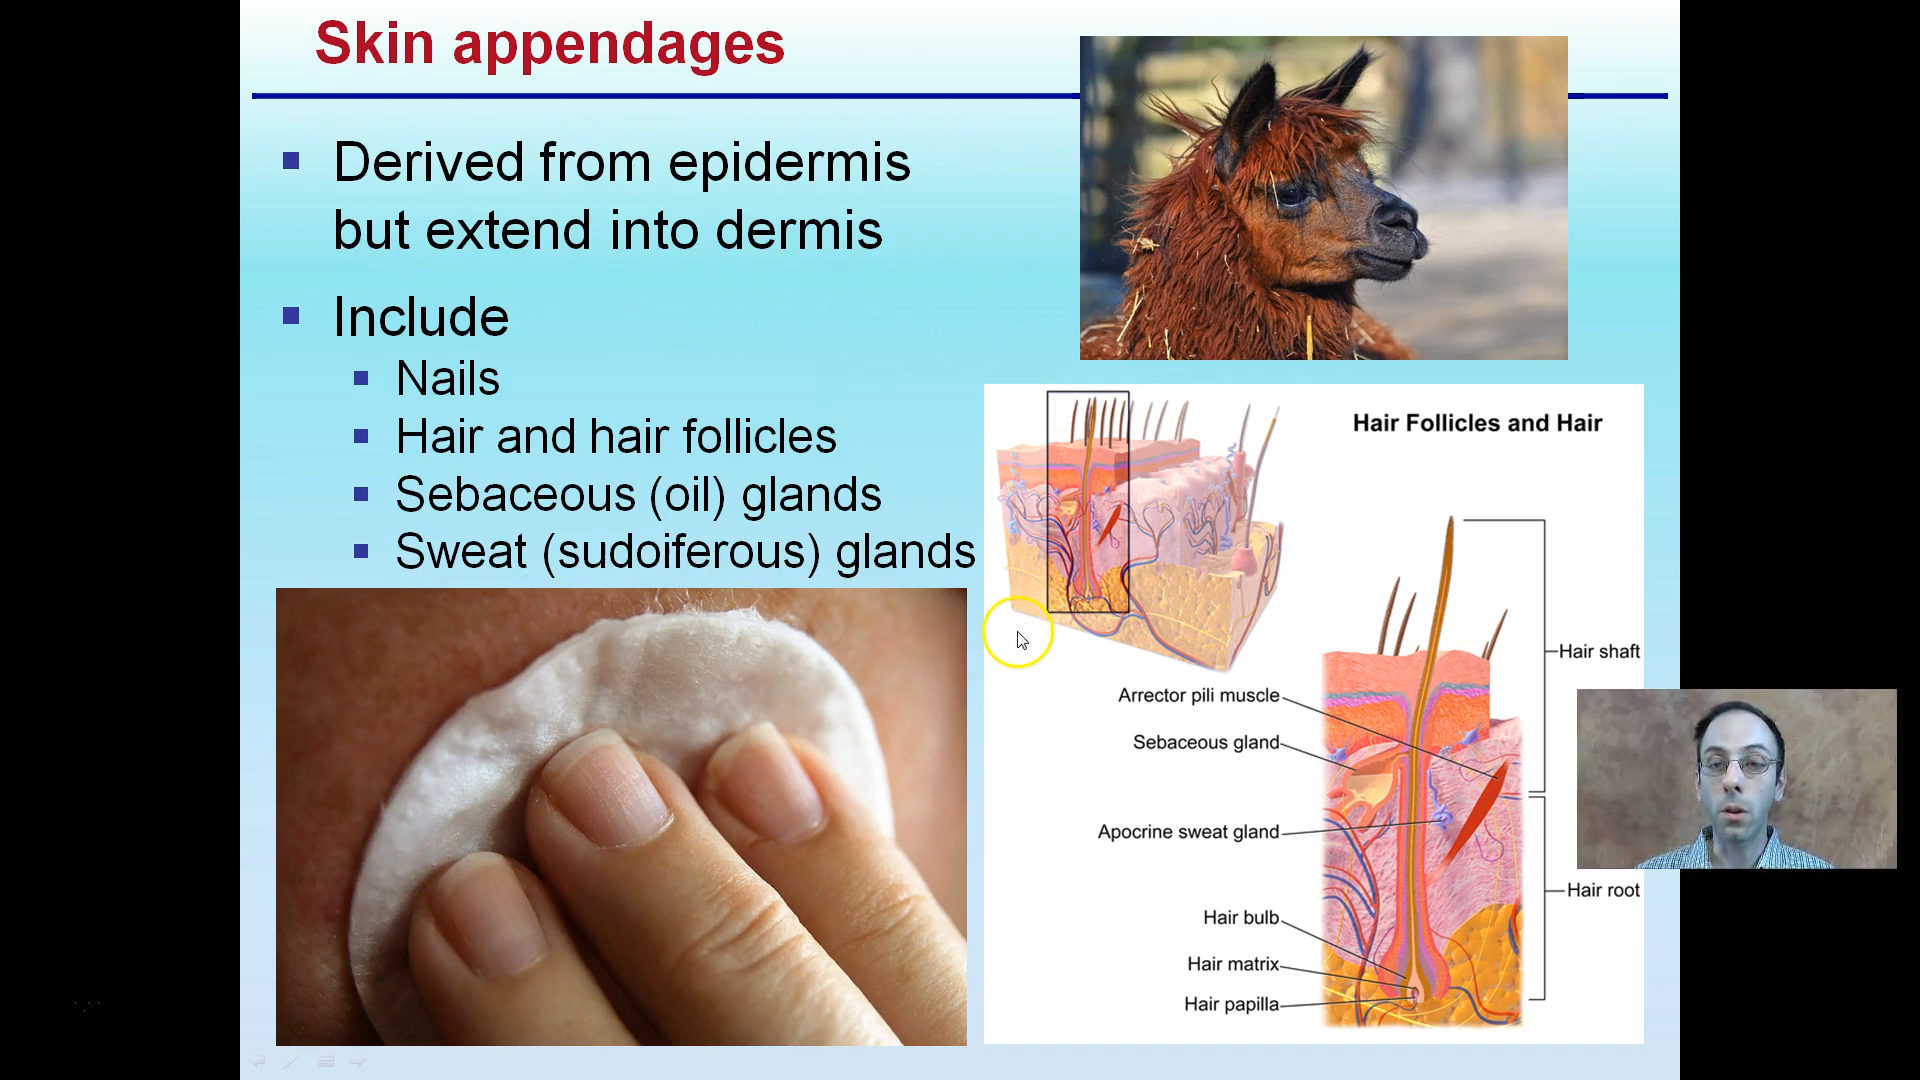 Skin appendages
Derived from epidermis
but extend into dermis
Include
Nails
Hair and hair follicles
Sebaceous (oil) glands
Sweat (sudoiferous) glands
Hair Follicles and Hair
Hair shaft
Arrector pili muscle
Sebaceous gland
Apocrine sweat gland
Hair root
Hair bulb
Hair matrix
Hair papilla